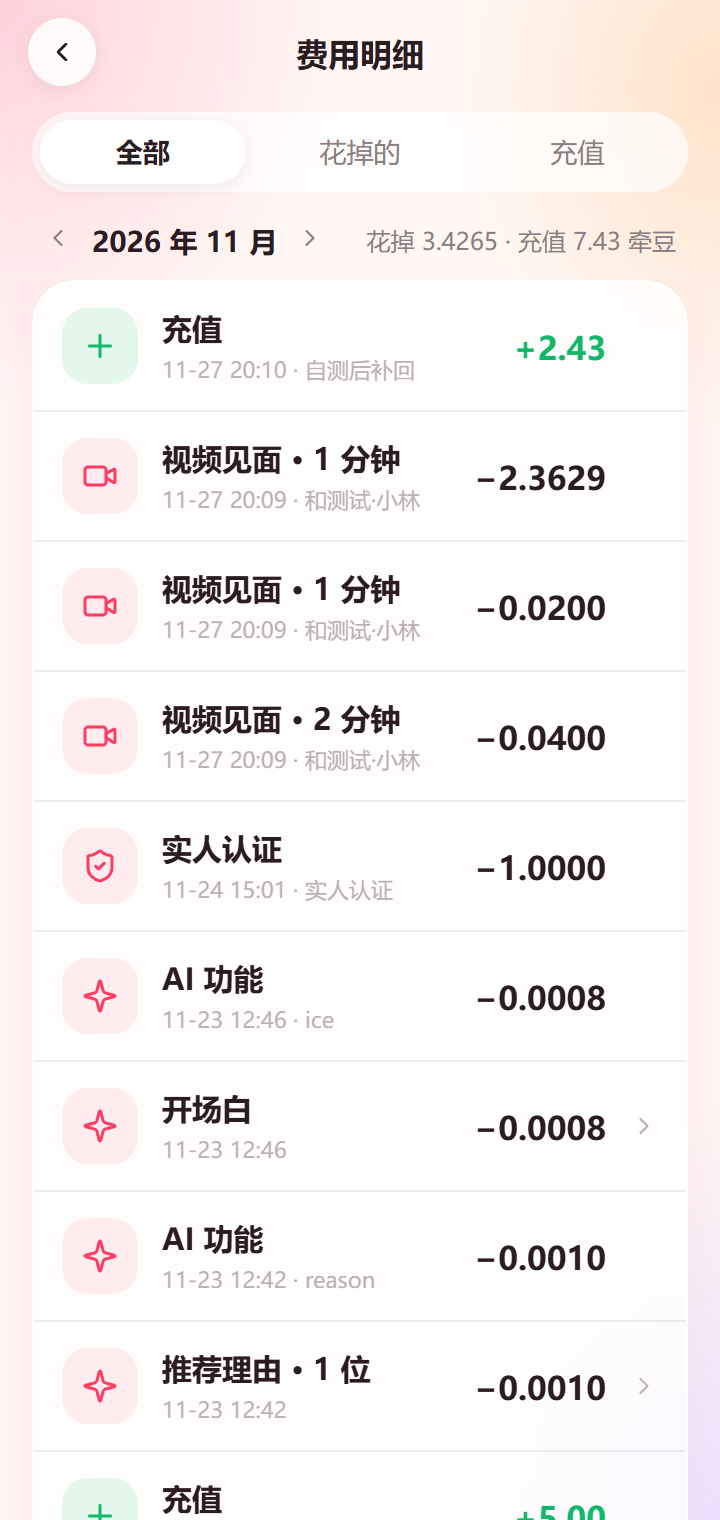 费用明细
全部 花掉的 充值
2026 年 11 月 花掉 3.4265 · 充值 7.43 牵豆
充值
11-27 20:10 · 自测后补回
+2.43
视频见面 • 1 分钟
11-27 20:09 · 和测试·小林
−2.3629
视频见面 • 1 分钟
11-27 20:09 · 和测试·小林
−0.0200
视频见面 • 2 分钟
11-27 20:09 · 和测试·小林
−0.0400
实人认证
11-24 15:01 · 实人认证
−1.0000
AI 功能
11-23 12:46 · ice
−0.0008
开场白
11-23 12:46
−0.0008
AI 功能
11-23 12:42 · reason
−0.0010
推荐理由 • 1 位
11-23 12:42
−0.0010
充值
+5.00